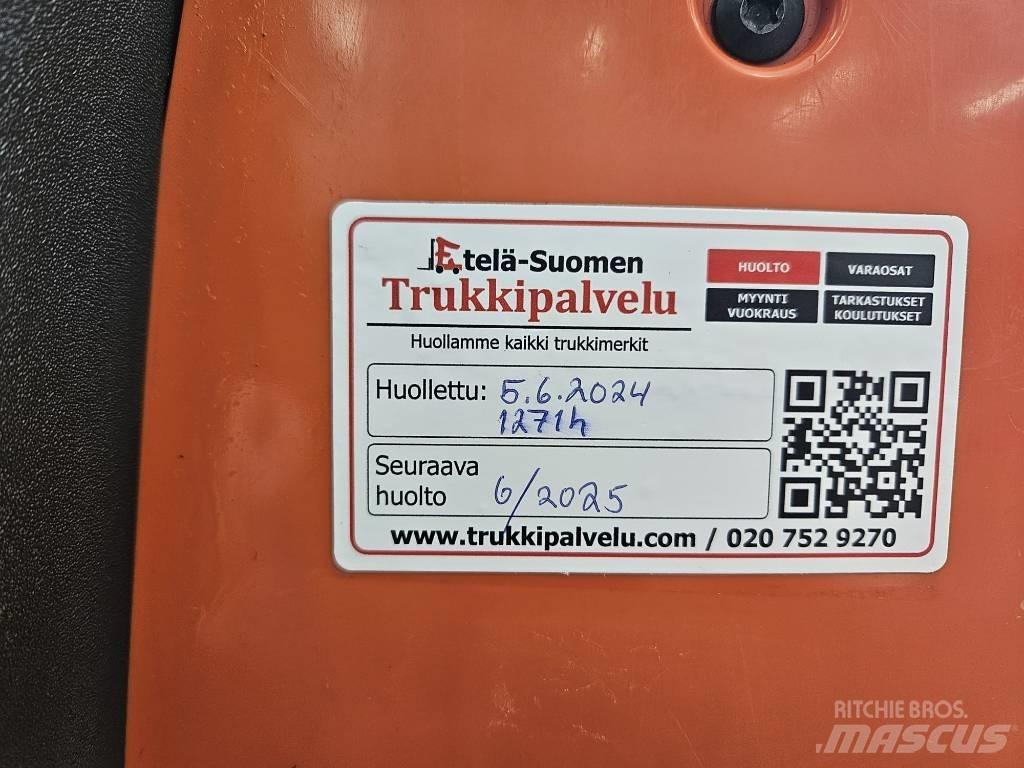 Etelä-Suomen
Trukkipalvelu
Huollamme kaikki trukkimerkit
HUOLTO
VARAOSAT
MYYNTI
VUOKRAUS
TARKASTUKSET
KOULUTUKSET
Huollettu: 5.6.2024
1271h
Seuraava
huolto 6/2025
www.trukkipalvelu.com / 020 752 9270
RITCHIE BROS.
MASCUS